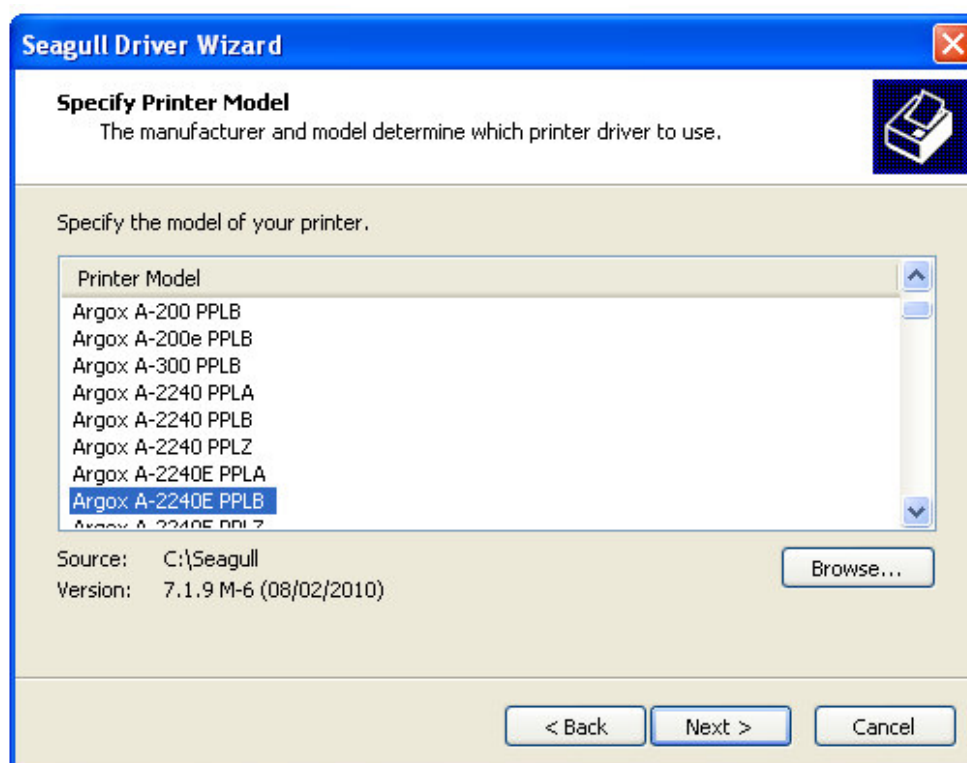 Seagull Driver Wizard
Specify Printer Model
The manufacturer and model determine which printer driver to use.
Specify the model of your printer.
Printer Model
Argox A-200 PPLB
Argox A-200e PPLB
Argox A-300 PPLB
Argox A-2240 PPLA
Argox A-2240 PPLB
Argox A-2240 PPLZ
Argox A-2240E PPLA
Argox A-2240E PPLB
Argox A-2240E PPLZ
Source: C:\Seagull
Browse...
Version: 7.1.9 M-6 (08/02/2010)
< Back Next > Cancel